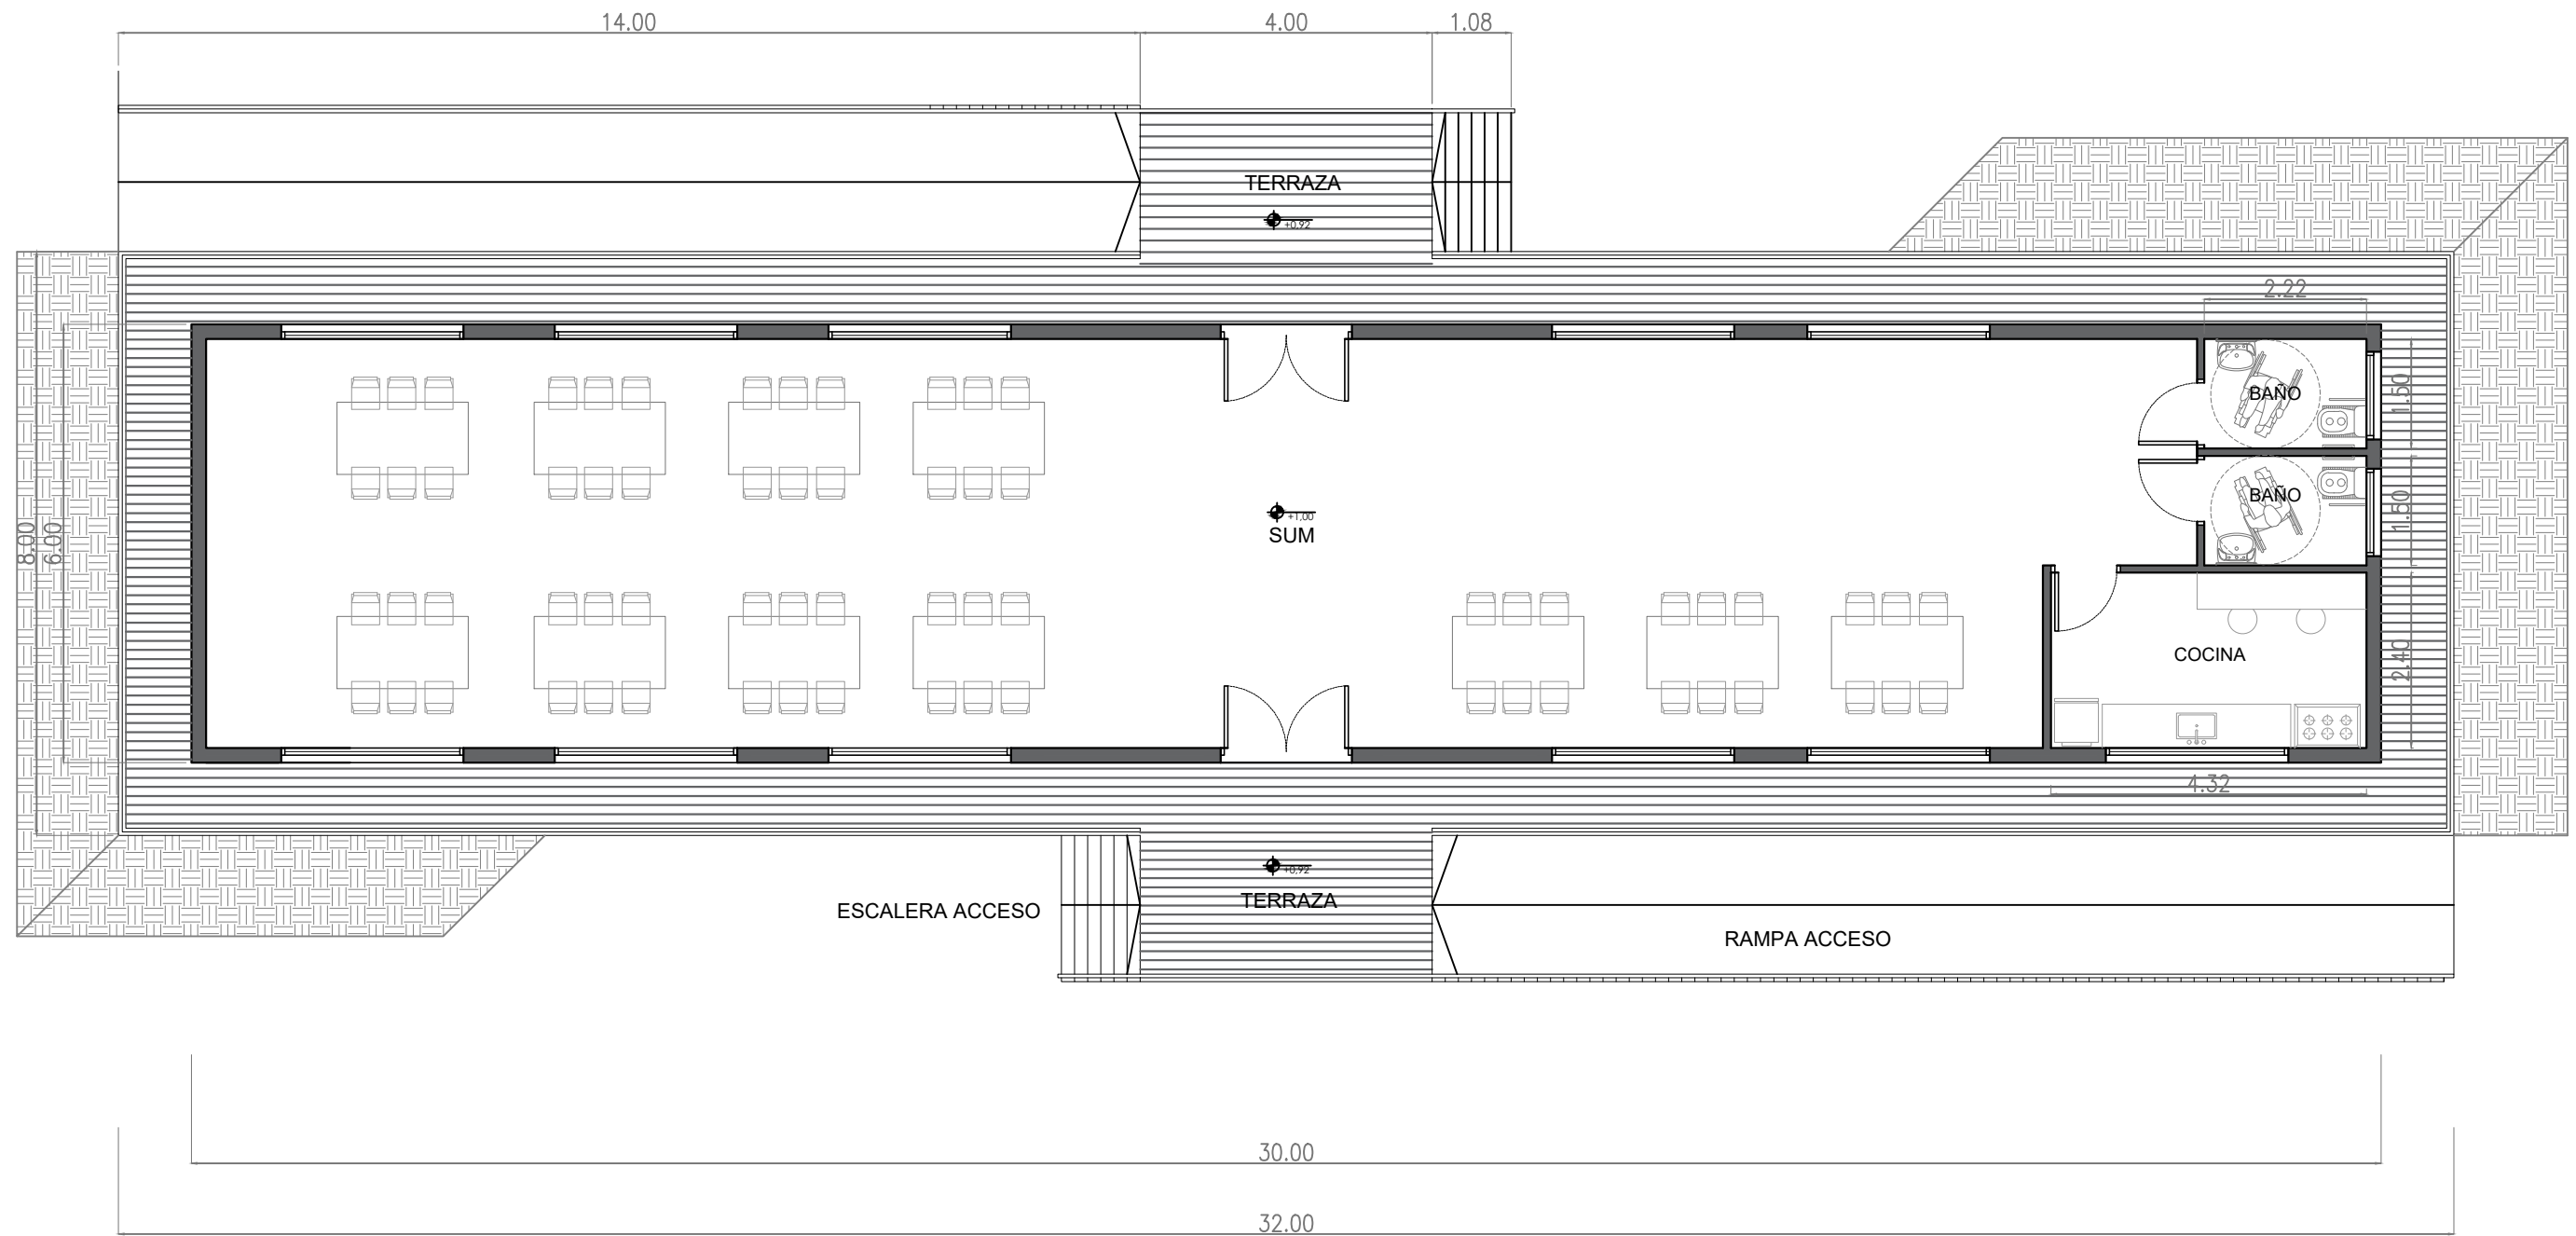 14.00
4.00
1.08
TERRAZA
+0.92
2.22
BAÑO
1.50
8.00
6.00
BAÑO
1.50
+1,00
SUM
COCINA
2.40
4.32
+0,92
TERRAZA
ESCALERA ACCESO
RAMPA ACCESO
30.00
32.00